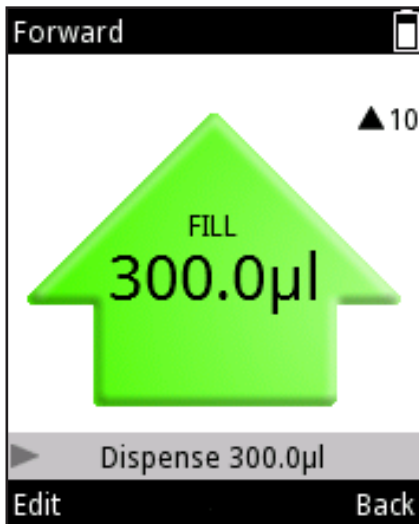 Forward
▲10
FILL
300.0µl
Dispense 300.0µl
Edit Back